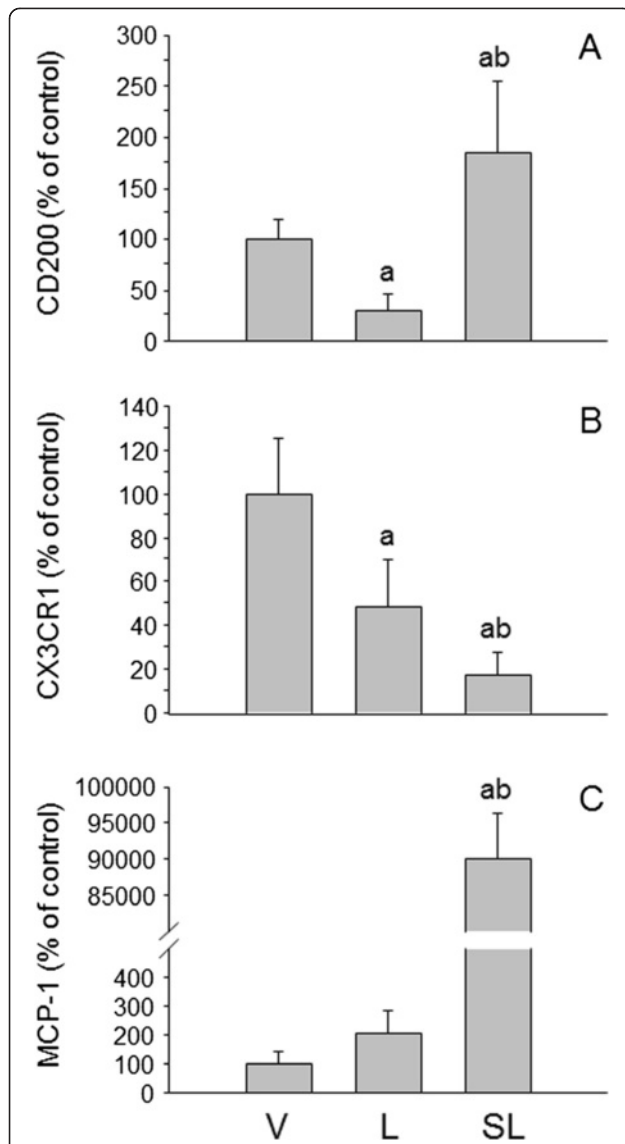 A
CD200 (% of control)
300
250
200
150
100
50
0
a
ab
B
CX3CR1 (% of control)
140
120
100
80
60
40
20
0
a
ab
C
MCP-1 (% of control)
100000
95000
90000
85000
400
300
200
100
0
ab
V L SL